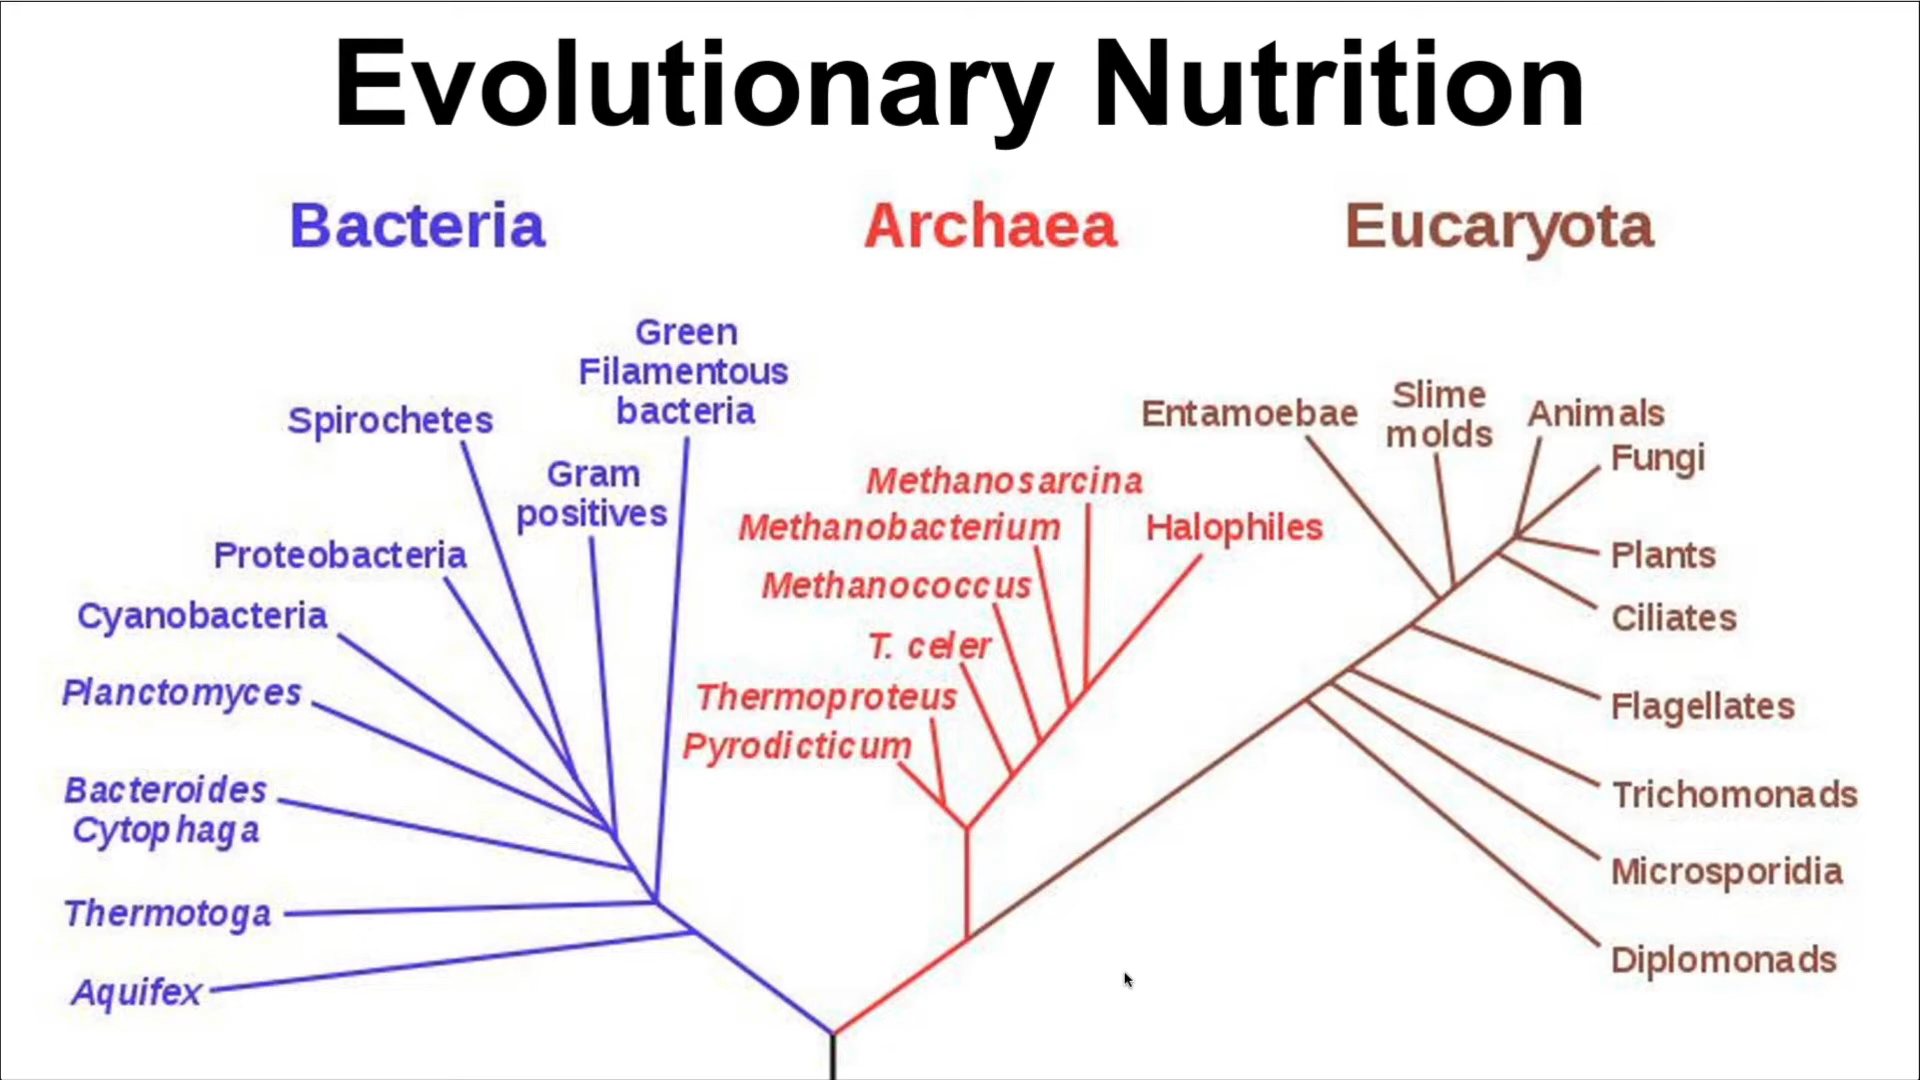 Evolutionary Nutrition
Bacteria
Archaea
Eucaryota
Green
Filamentous
bacteria
Spirochetes
Gram
positives
Proteobacteria
Cyanobacteria
Planctomyces
Bacteroides
Cytophaga
Thermotoga
Aquifex
Methanosarcina
Methanobacterium
Halophiles
Methanococcus
T. celer
Thermoproteus
Pyrodicticum
Entamoebae
Slime
molds
Animals
Fungi
Plants
Ciliates
Flagellates
Trichomonads
Microsporidia
Diplomonads